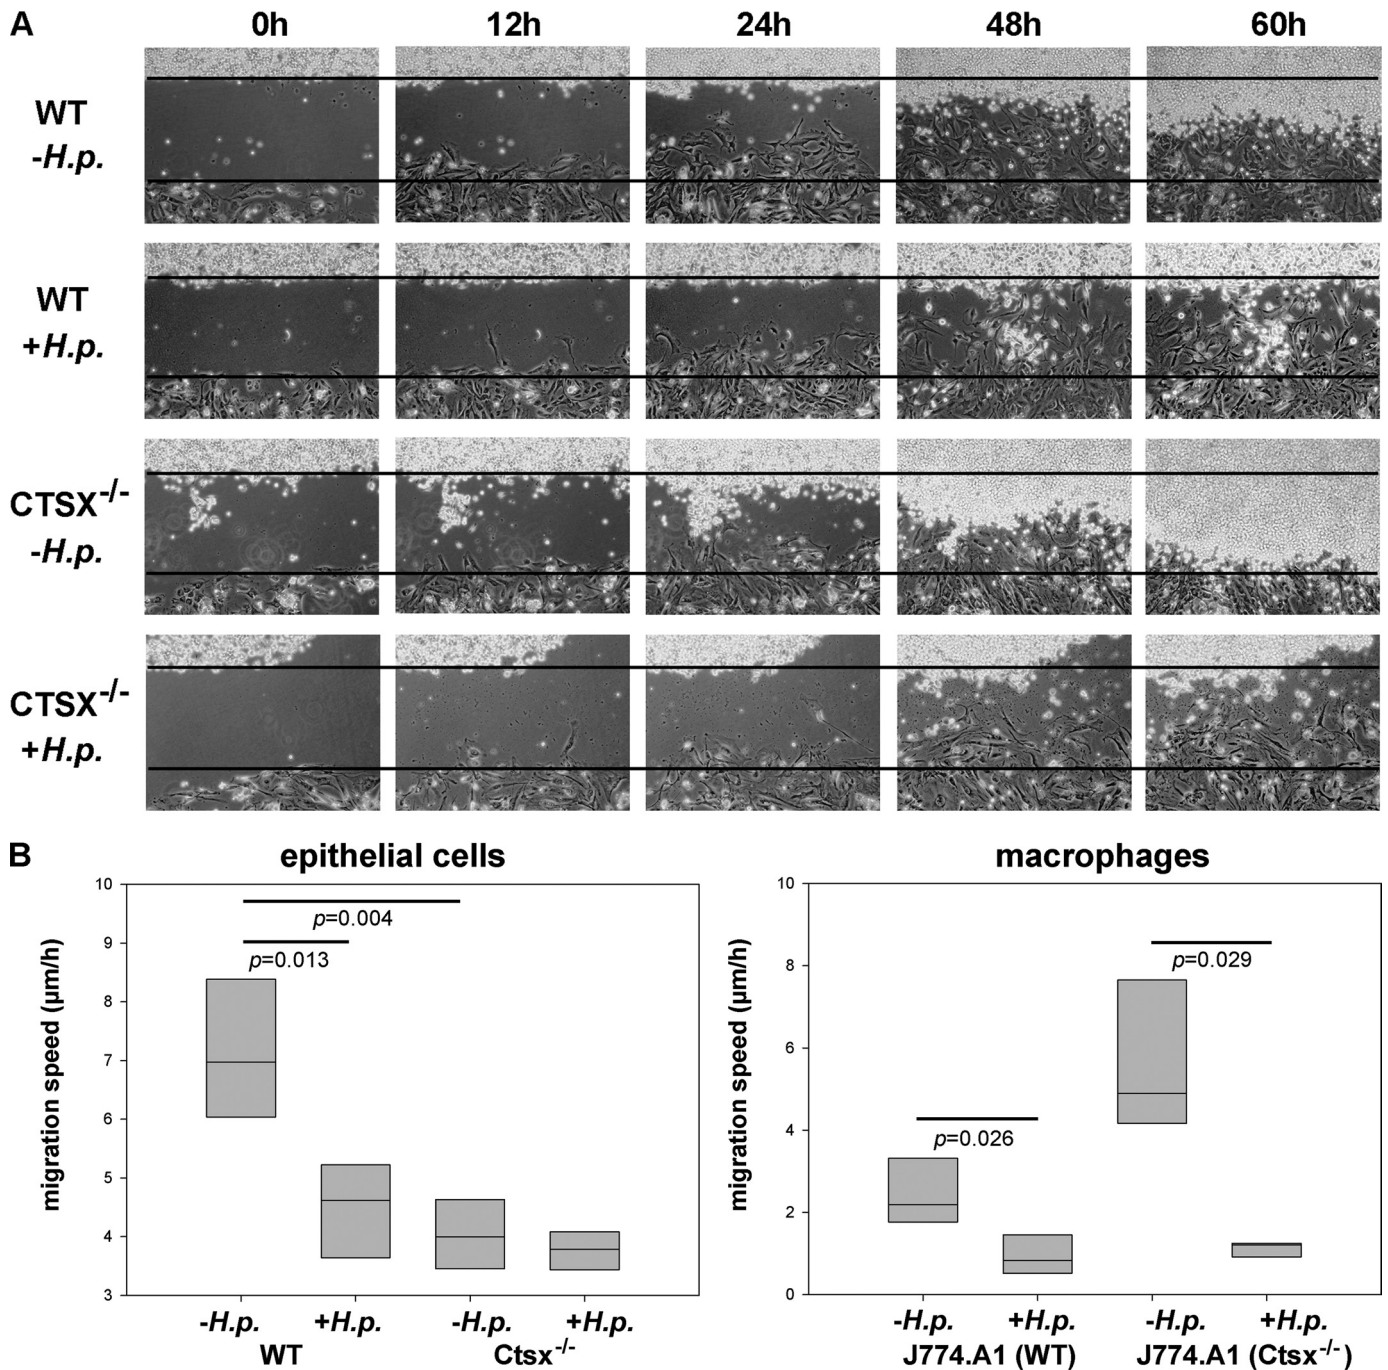 A
0h 12h 24h 48h 60h
WT
-H.p.
WT
+H.p.
CTSX-/-
-H.p.
CTSX-/-
+H.p.
B
epithelial cells
migration speed (µm/h)
10
9
8
7
6
5
4
3
p=0.004
p=0.013
-H.p. +H.p. -H.p. +H.p.
WT Ctsx-/-
macrophages
migration speed (µm/h)
10
8
6
4
2
0
p=0.029
p=0.026
-H.p. +H.p. -H.p. +H.p.
J774.A1 (WT) J774.A1 (Ctsx-/-)